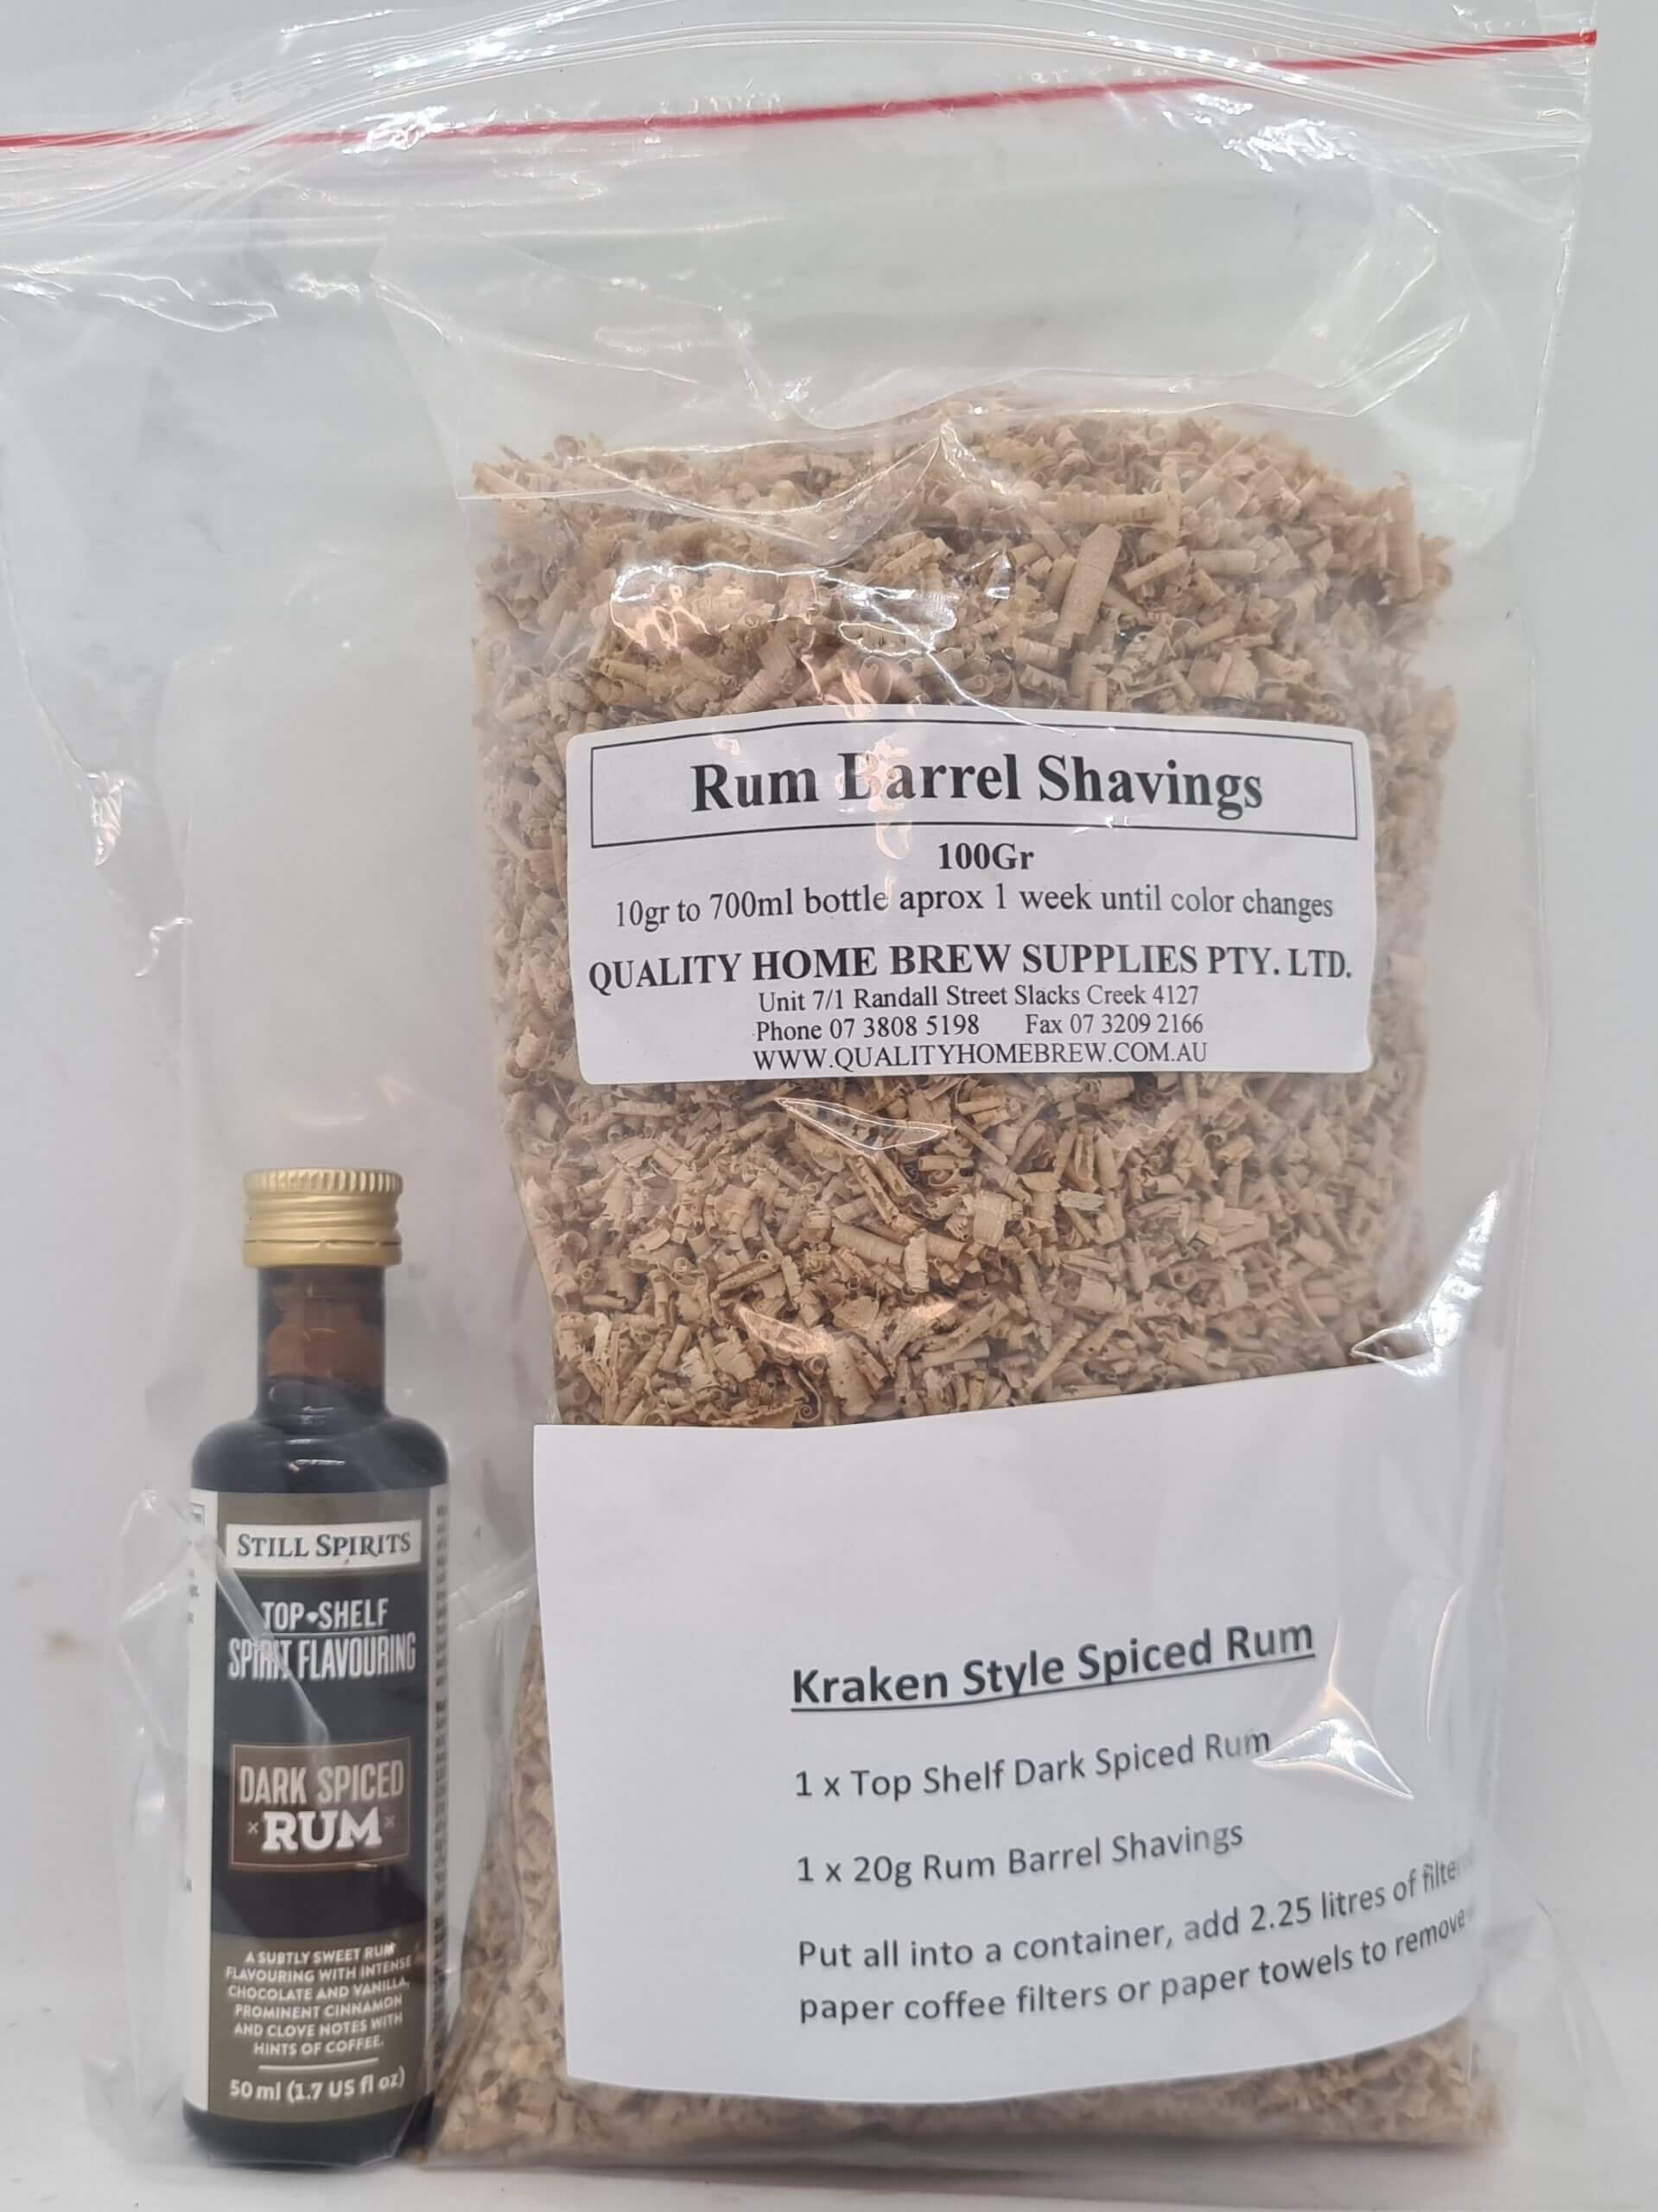 Rum Barrel Shavings
100Gr
10gr to 700ml bottle aprox 1 week until color changes
QUALITY HOME BREW SUPPLIES PTY. LTD.
Unit 7/1 Randall Street Slacks Creek 4127
Phone 07 3808 5198 Fax 07 3209 2166
WWW.QUALITYHOMEBREW.COM.AU
STILL SPIRITS
TOP SHELF
SPIRIT FLAVOURING
DARK SPICED
RUM
A SUBTLY SWEET RUM
FLAVOURING WITH INTENSE
CHOCOLATE AND VANILLA,
PROMINENT CINNAMON
AND CLOVE NOTES WITH
HINTS OF COFFEE.
50 ml (1.7 US fl oz)
Kraken Style Spiced Rum
1 x Top Shelf Dark Spiced Rum
1 x 20g Rum Barrel Shavings
Put all into a container, add 2.25 litres of
paper coffee filters or paper towels to remove